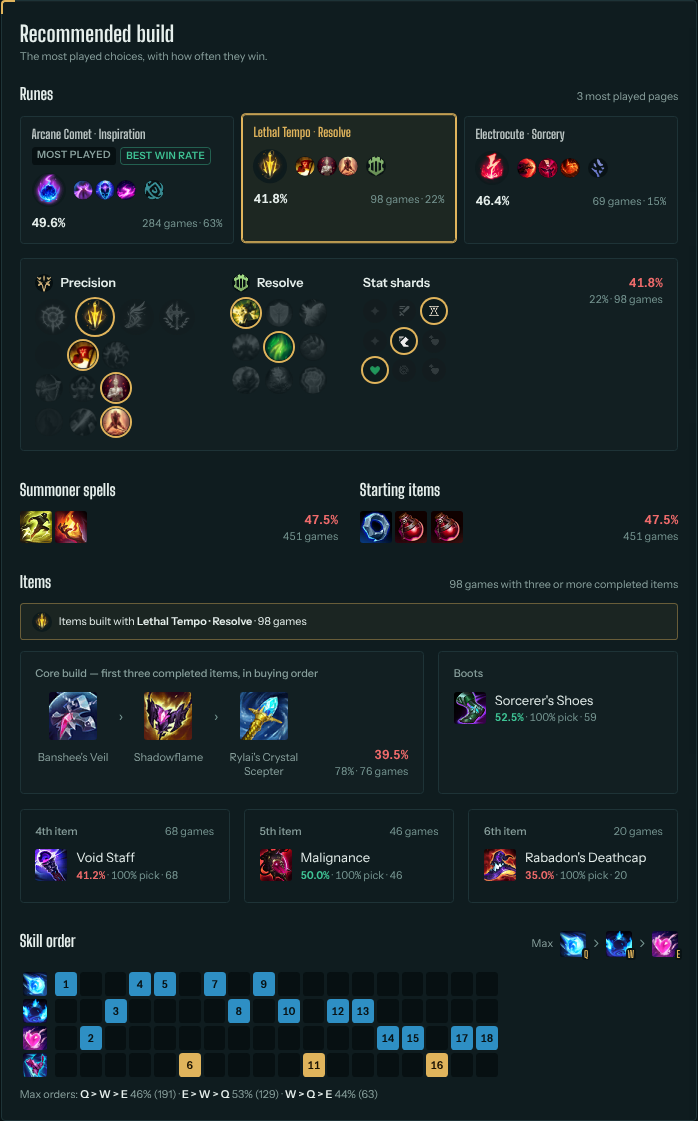 Recommended build
The most played choices, with how often they win.
Runes
3 most played pages
Arcane Comet · Inspiration
MOST PLAYED
BEST WIN RATE
49.6%
284 games · 63%
Lethal Tempo · Resolve
41.8%
98 games · 22%
Electrocute · Sorcery
46.4%
69 games · 15%
Precision
Resolve
Stat shards
41.8%
22% · 98 games
Summoner spells
47.5%
451 games
Starting items
47.5%
451 games
Items
98 games with three or more completed items
Items built with Lethal Tempo · Resolve · 98 games
Core build — first three completed items, in buying order
Banshee's Veil
›
Shadowflame
›
Rylai's Crystal
Scepter
39.5%
78% · 76 games
Boots
Sorcerer's Shoes
52.5% · 100% pick · 59
4th item
68 games
Void Staff
41.2% · 100% pick · 68
5th item
46 games
Malignance
50.0% · 100% pick · 46
6th item
20 games
Rabadon's Deathcap
35.0% · 100% pick · 20
Skill order
Max Q › W › E
1 4 5 7 9
3 8 10 12 13
2 14 15 17 18
6 11 16
Max orders: Q > W > E 46% (191) · E > W > Q 53% (129) · W > Q > E 44% (63)